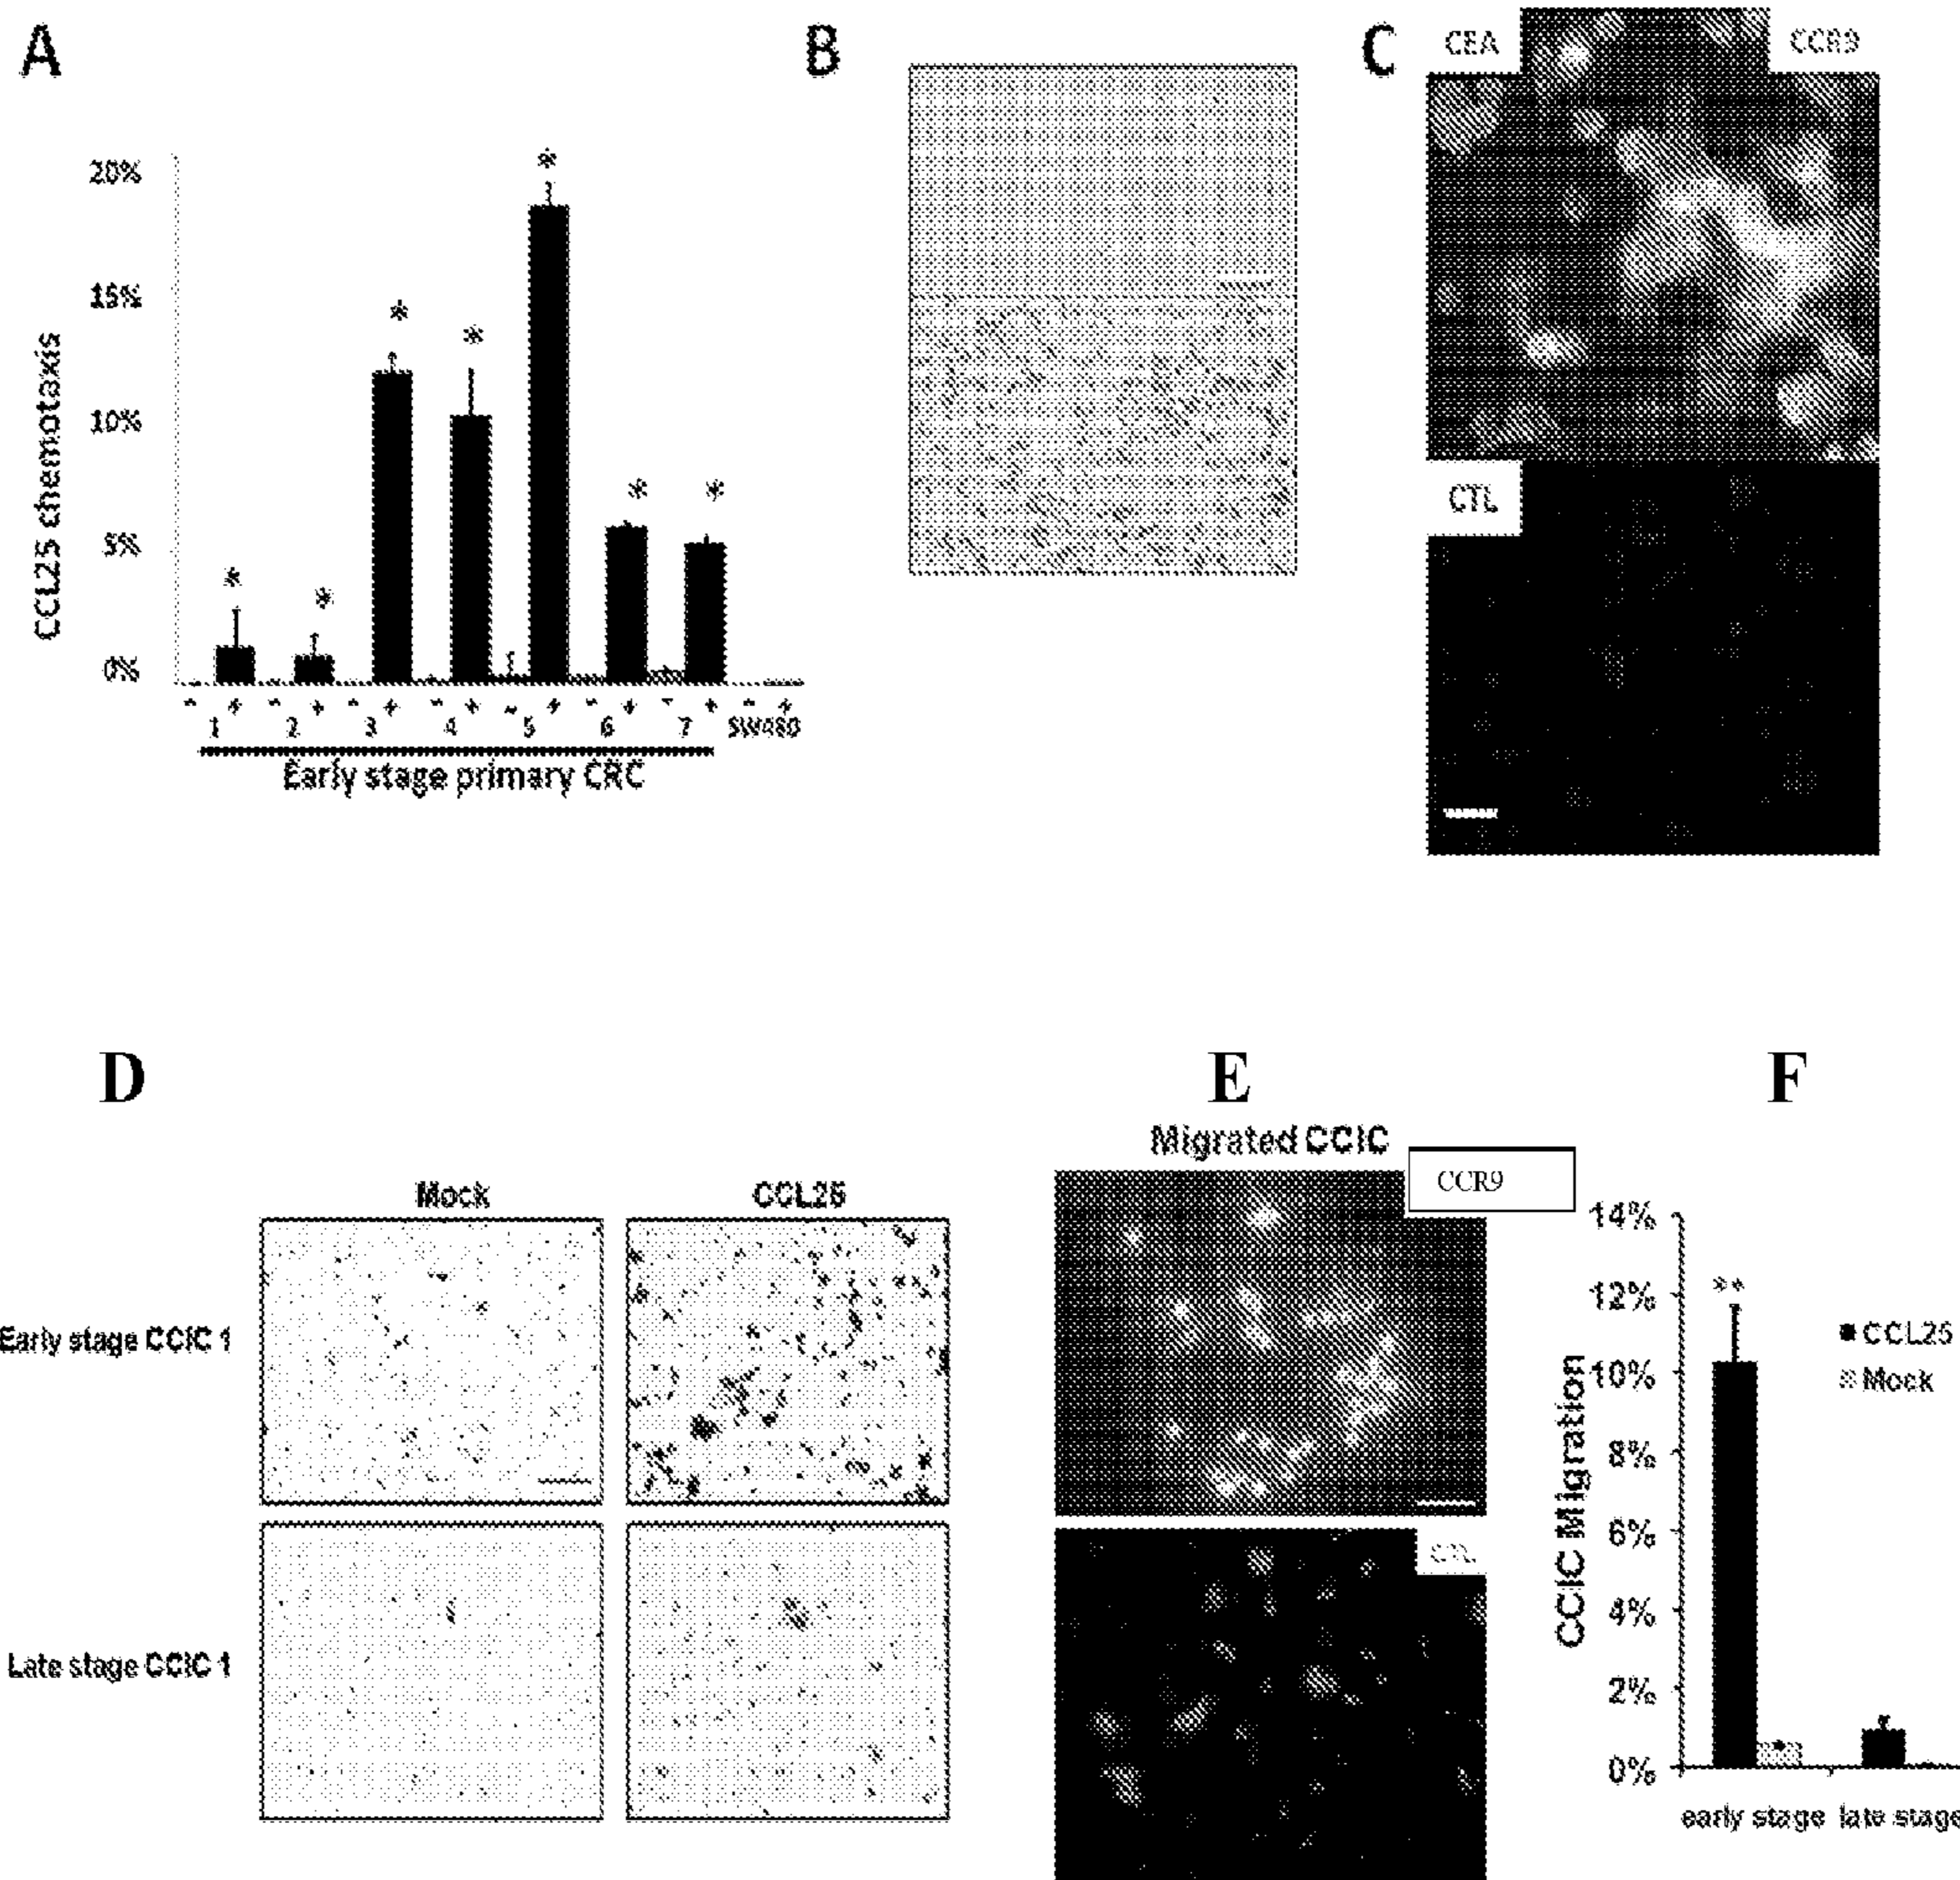 A
CCL25 chemotaxis
20%
15%
10%
5%
0%
*
*
*
*
*
*
*
- + - + - + - + - + - + - + - +
1 2 3 4 5 6 7 SW480
Early stage primary CRC
B
C
CEA
CCR9
CTL
D
Mock
CCL25
Early stage CCIC 1
Late stage CCIC 1
E
Migrated CCIC
CCR9
CTL
F
CCIC Migration
14%
12%
10%
8%
6%
4%
2%
0%
**
CCL25
Mock
early stage late stage